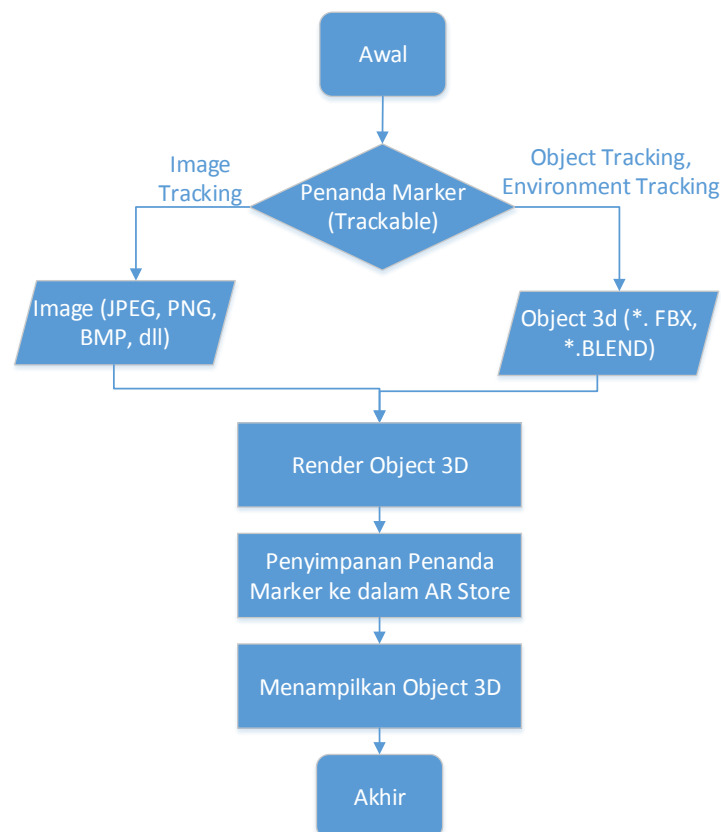 Awal
Image
Tracking
Object Tracking,
Environment Tracking
Penanda Marker
(Trackable)
Image (JPEG, PNG,
BMP, dll)
Object 3d (*. FBX,
*.BLEND)
Render Object 3D
Penyimpanan Penanda
Marker ke dalam AR Store
Menampilkan Object 3D
Akhir